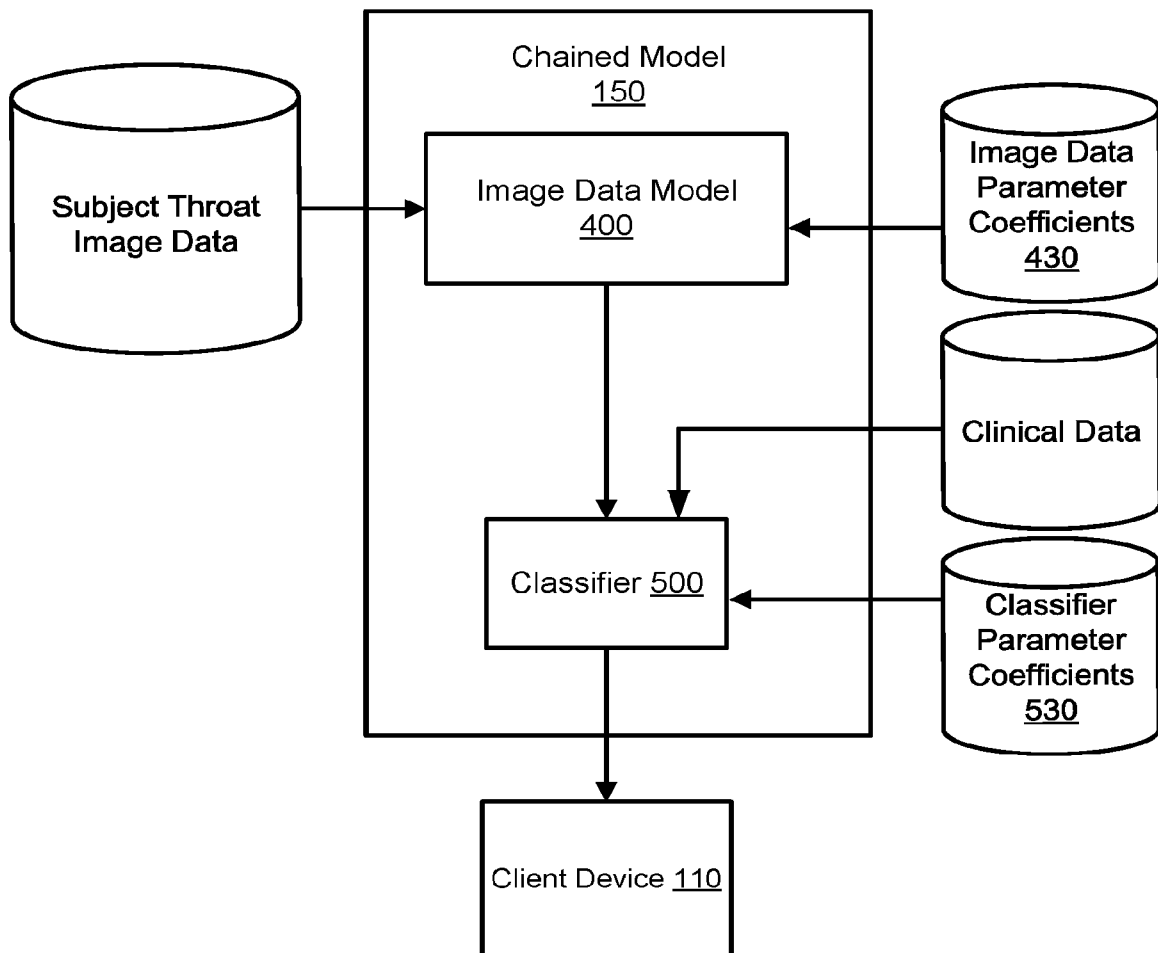 Chained Model
150
Subject Throat
Image Data
Image Data Model
400
Image Data
Parameter
Coefficients
430
Clinical Data
Classifier 500
Classifier
Parameter
Coefficients
530
Client Device 110